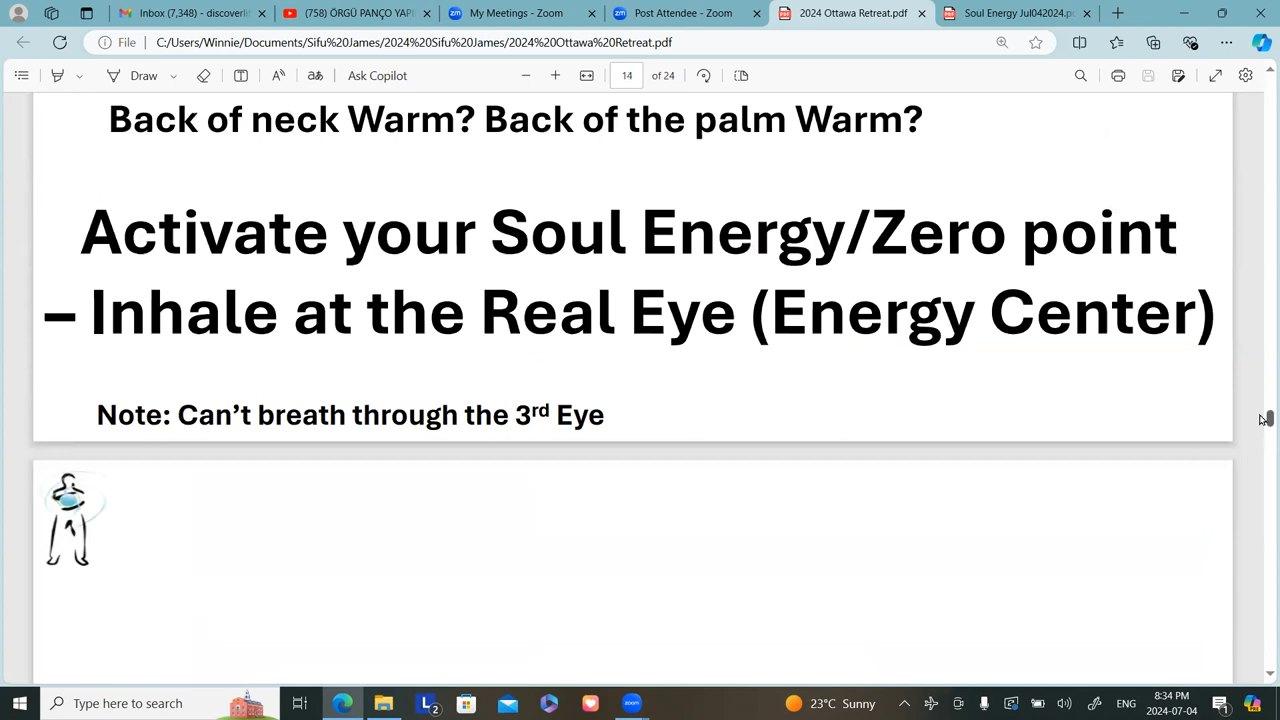 Inbox (7,348) - discoverlif
(758) ÖRGÜ PANÇO YAPI
My Meetings - Zoom
Post Attendee - Zoom
2024 Ottawa Retreat.pdf
Soul Energy Jul042024.p
File
C:/Users/Winnie/Documents/Sifu%20James/2024%20Sifu%20James/2024%20Ottawa%20Retreat.pdf
Draw
Ask Copilot
14 of 24
Back of neck Warm? Back of the palm Warm?
Activate your Soul Energy/Zero point
– Inhale at the Real Eye (Energy Center)
Note: Can't breath through the 3rd Eye
Type here to search
L 2
zoom
23°C Sunny
ENG
8:34 PM
2024-07-04
1